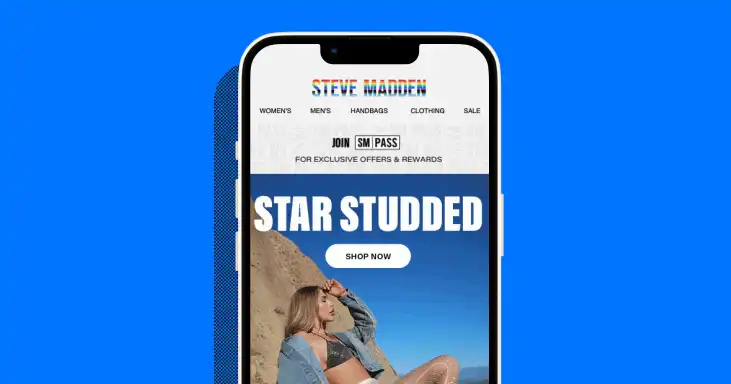 STEVE MADDEN
WOMEN'S MEN'S HANDBAGS CLOTHING SALE
JOIN SM PASS
FOR EXCLUSIVE OFFERS & REWARDS
STAR STUDDED
SHOP NOW